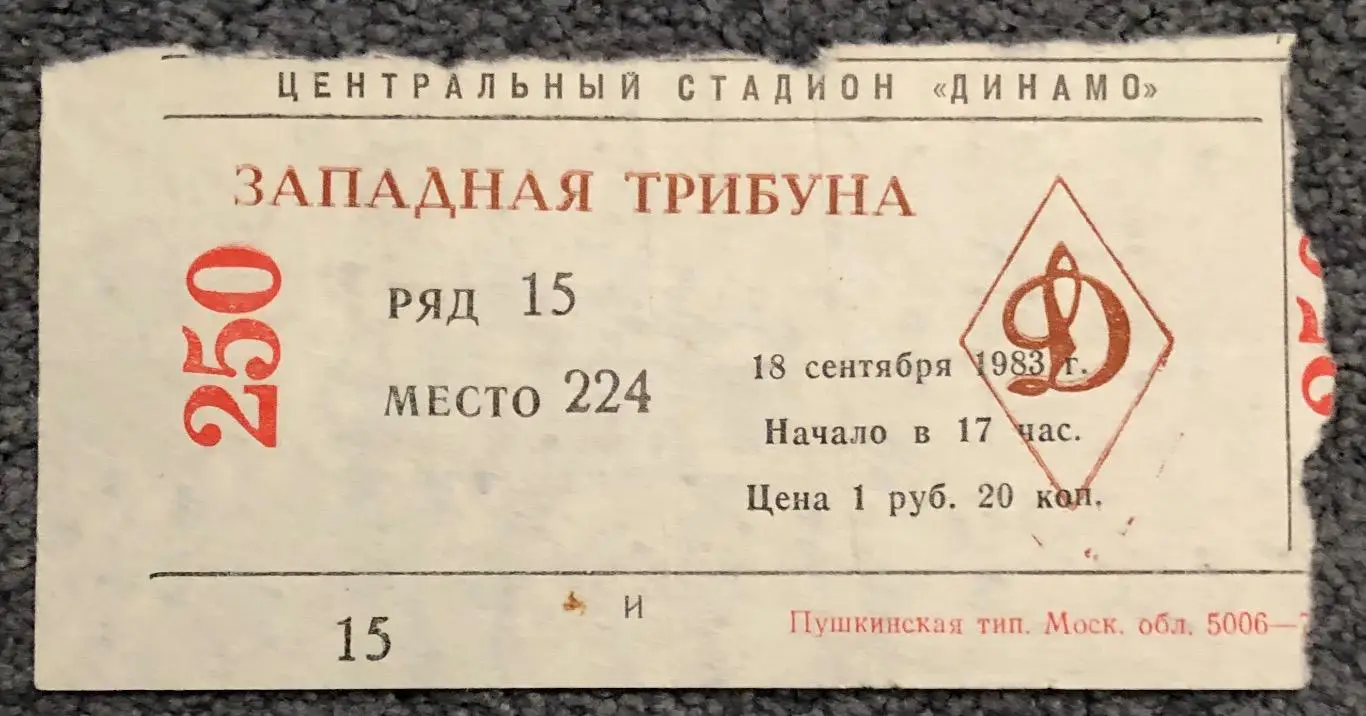 ЦЕНТРАЛЬНЫЙ СТАДИОН «ДИНАМО»
ЗАПАДНАЯ ТРИБУНА
250
РЯД 15
МЕСТО 224
Д
18 сентября 1983 г.
Начало в 17 час.
Цена 1 руб. 20 коп.
15
И
Пушкинская тип. Моск. обл. 5006—